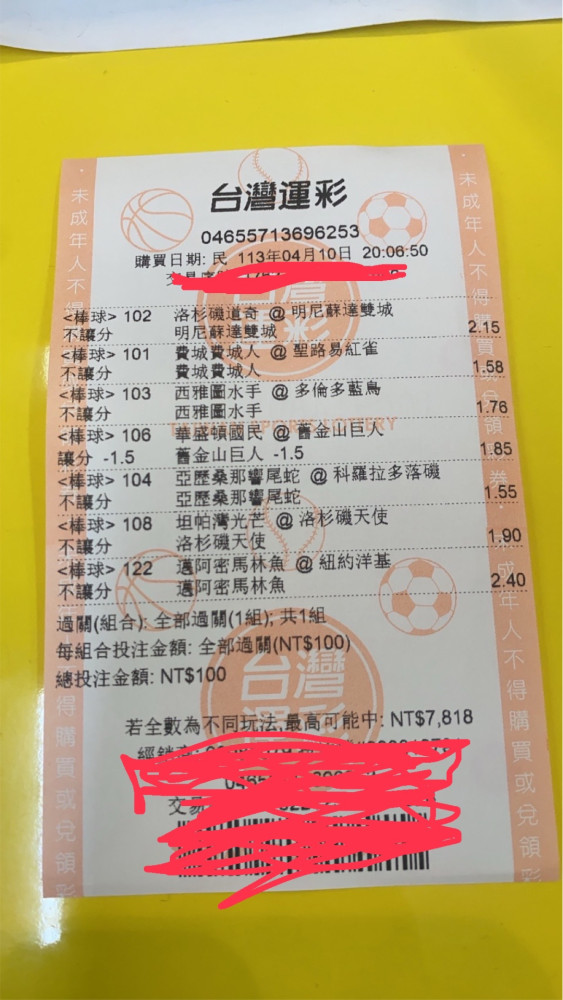 台灣運彩
04655713696253
購買日期: 民 113年04月10日 20:06:50
<棒球> 102 洛杉磯道奇 @ 明尼蘇達雙城
不讓分 明尼蘇達雙城 2.15
<棒球> 101 費城費城人 @ 聖路易紅雀
不讓分 費城費城人 1.58
<棒球> 103 西雅圖水手 @ 多倫多藍鳥
不讓分 西雅圖水手 1.76
<棒球> 106 華盛頓國民 @ 舊金山巨人
讓分 -1.5 舊金山巨人 -1.5 1.85
<棒球> 104 亞歷桑那響尾蛇 @ 科羅拉多落磯
不讓分 亞歷桑那響尾蛇 1.55
<棒球> 108 坦帕灣光芒 @ 洛杉磯天使
不讓分 洛杉磯天使 1.90
<棒球> 122 邁阿密馬林魚 @ 紐約洋基
不讓分 邁阿密馬林魚 2.40
過關(組合): 全部過關(1組); 共1組
每組合投注金額: 全部過關(NT$100)
總投注金額: NT$100
若全數為不同玩法,最高可能中: NT$7,818
經銷商:
交易
未成年人不得購買或兌領彩
未成年人不得購買或兌領彩券